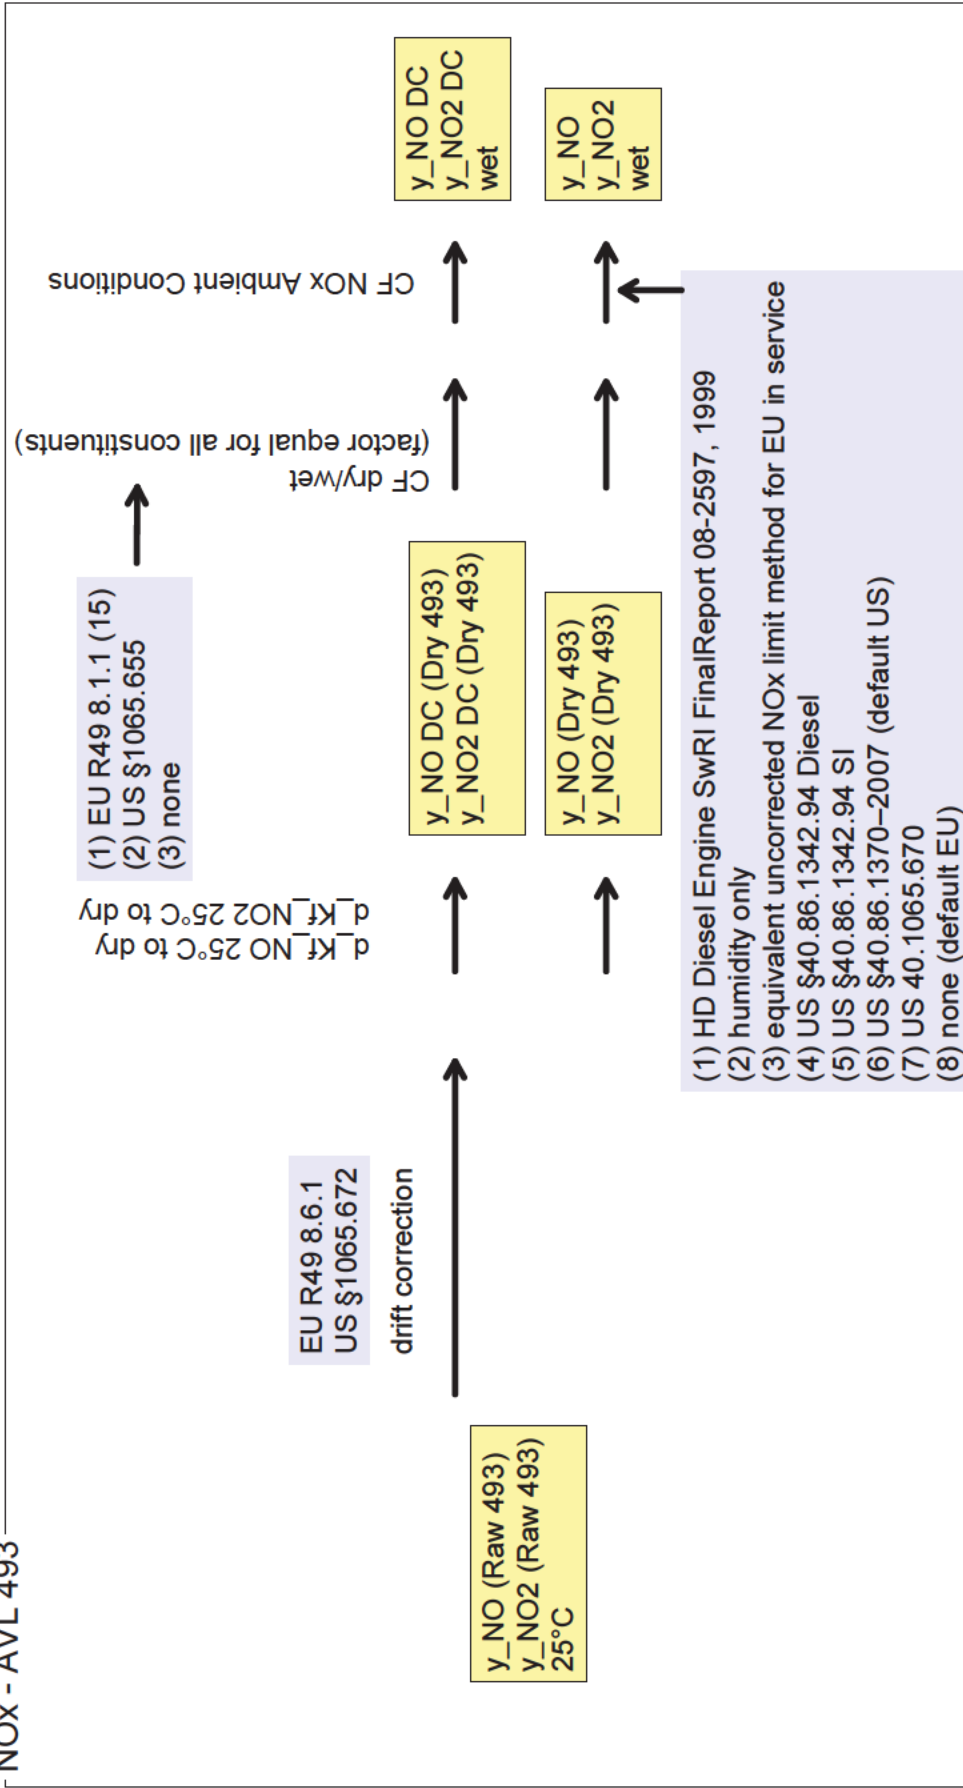 NOx - AVL 493
y_NO (Raw 493)
y_NO2 (Raw 493)
25°C
EU R49 8.6.1
US §1065.672
drift correction
d_Kf_NO 25°C to dry
d_Kf_NO2 25°C to dry
(1) EU R49 8.1.1 (15)
(2) US §1065.655
(3) none
y_NO DC (Dry 493)
y_NO2 DC (Dry 493)
y_NO (Dry 493)
y_NO2 (Dry 493)
CF dry/wet
(factor equal for all constituents)
CF NOx Ambient Conditions
y_NO DC
y_NO2 DC
wet
y_NO
y_NO2
wet
(1) HD Diesel Engine SwRI FinalReport 08-2597, 1999
(2) humidity only
(3) equivalent uncorrected NOx limit method for EU in service
(4) US §40.86.1342.94 Diesel
(5) US §40.86.1342.94 SI
(6) US §40.86.1370–2007 (default US)
(7) US 40.1065.670
(8) none (default EU)